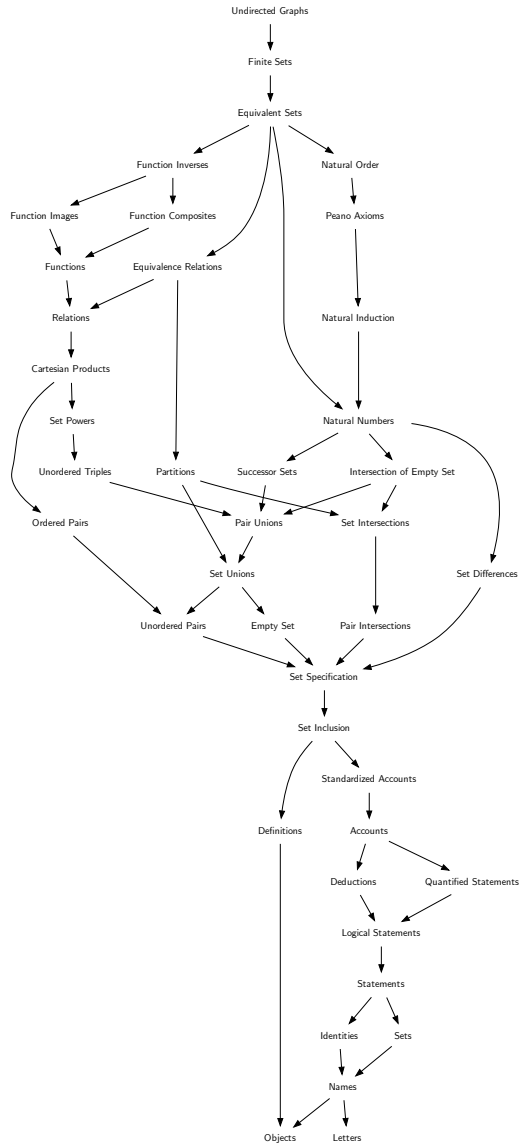 Undirected Graphs
Finite Sets
Equivalent Sets
Function Inverses
Natural Order
Function Images
Function Composites
Peano Axioms
Functions
Equivalence Relations
Relations
Natural Induction
Cartesian Products
Set Powers
Natural Numbers
Unordered Triples
Partitions
Successor Sets
Intersection of Empty Set
Ordered Pairs
Pair Unions
Set Intersections
Set Unions
Set Differences
Unordered Pairs
Empty Set
Pair Intersections
Set Specification
Set Inclusion
Standardized Accounts
Definitions
Accounts
Deductions
Quantified Statements
Logical Statements
Statements
Identities
Sets
Names
Objects
Letters